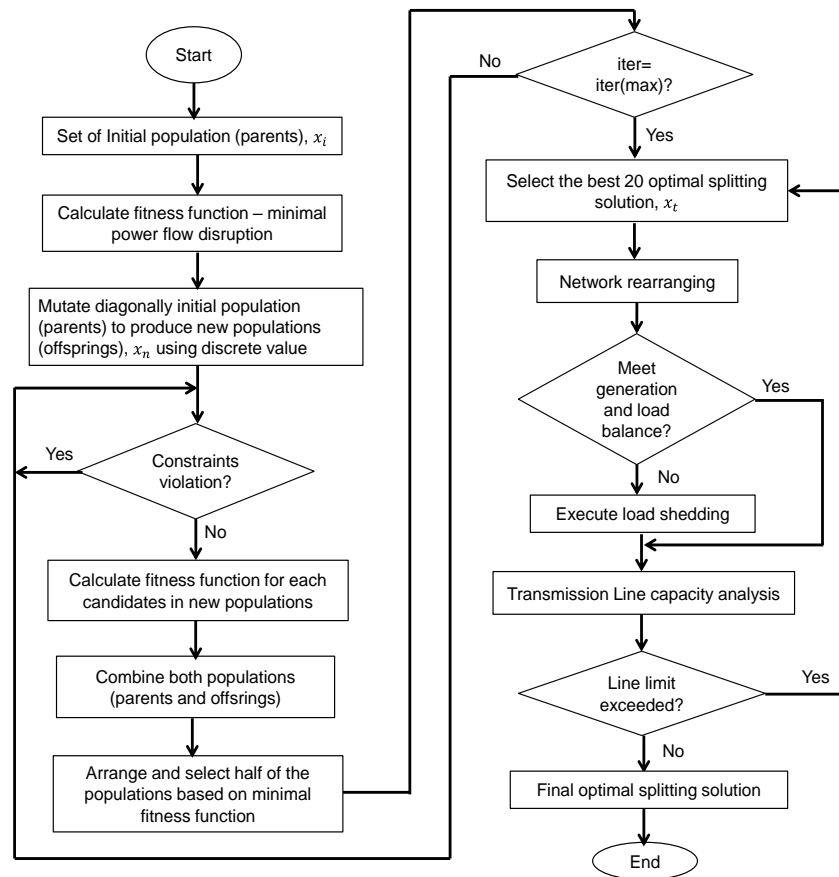 Start
Set of Initial population (parents), xᵢ
Calculate fitness function – minimal
power flow disruption
Mutate diagonally initial population
(parents) to produce new populations
(offsprings), xₙ using discrete value
Yes
Constraints
violation?
No
Calculate fitness function for each
candidates in new populations
Combine both populations
(parents and offsrings)
Arrange and select half of the
populations based on minimal
fitness function
No
iter=
iter(max)?
Yes
Select the best 20 optimal splitting
solution, xₜ
Network rearranging
Meet
generation
and load
balance?
Yes
No
Execute load shedding
Transmission Line capacity analysis
Line limit
exceeded?
Yes
No
Final optimal splitting solution
End